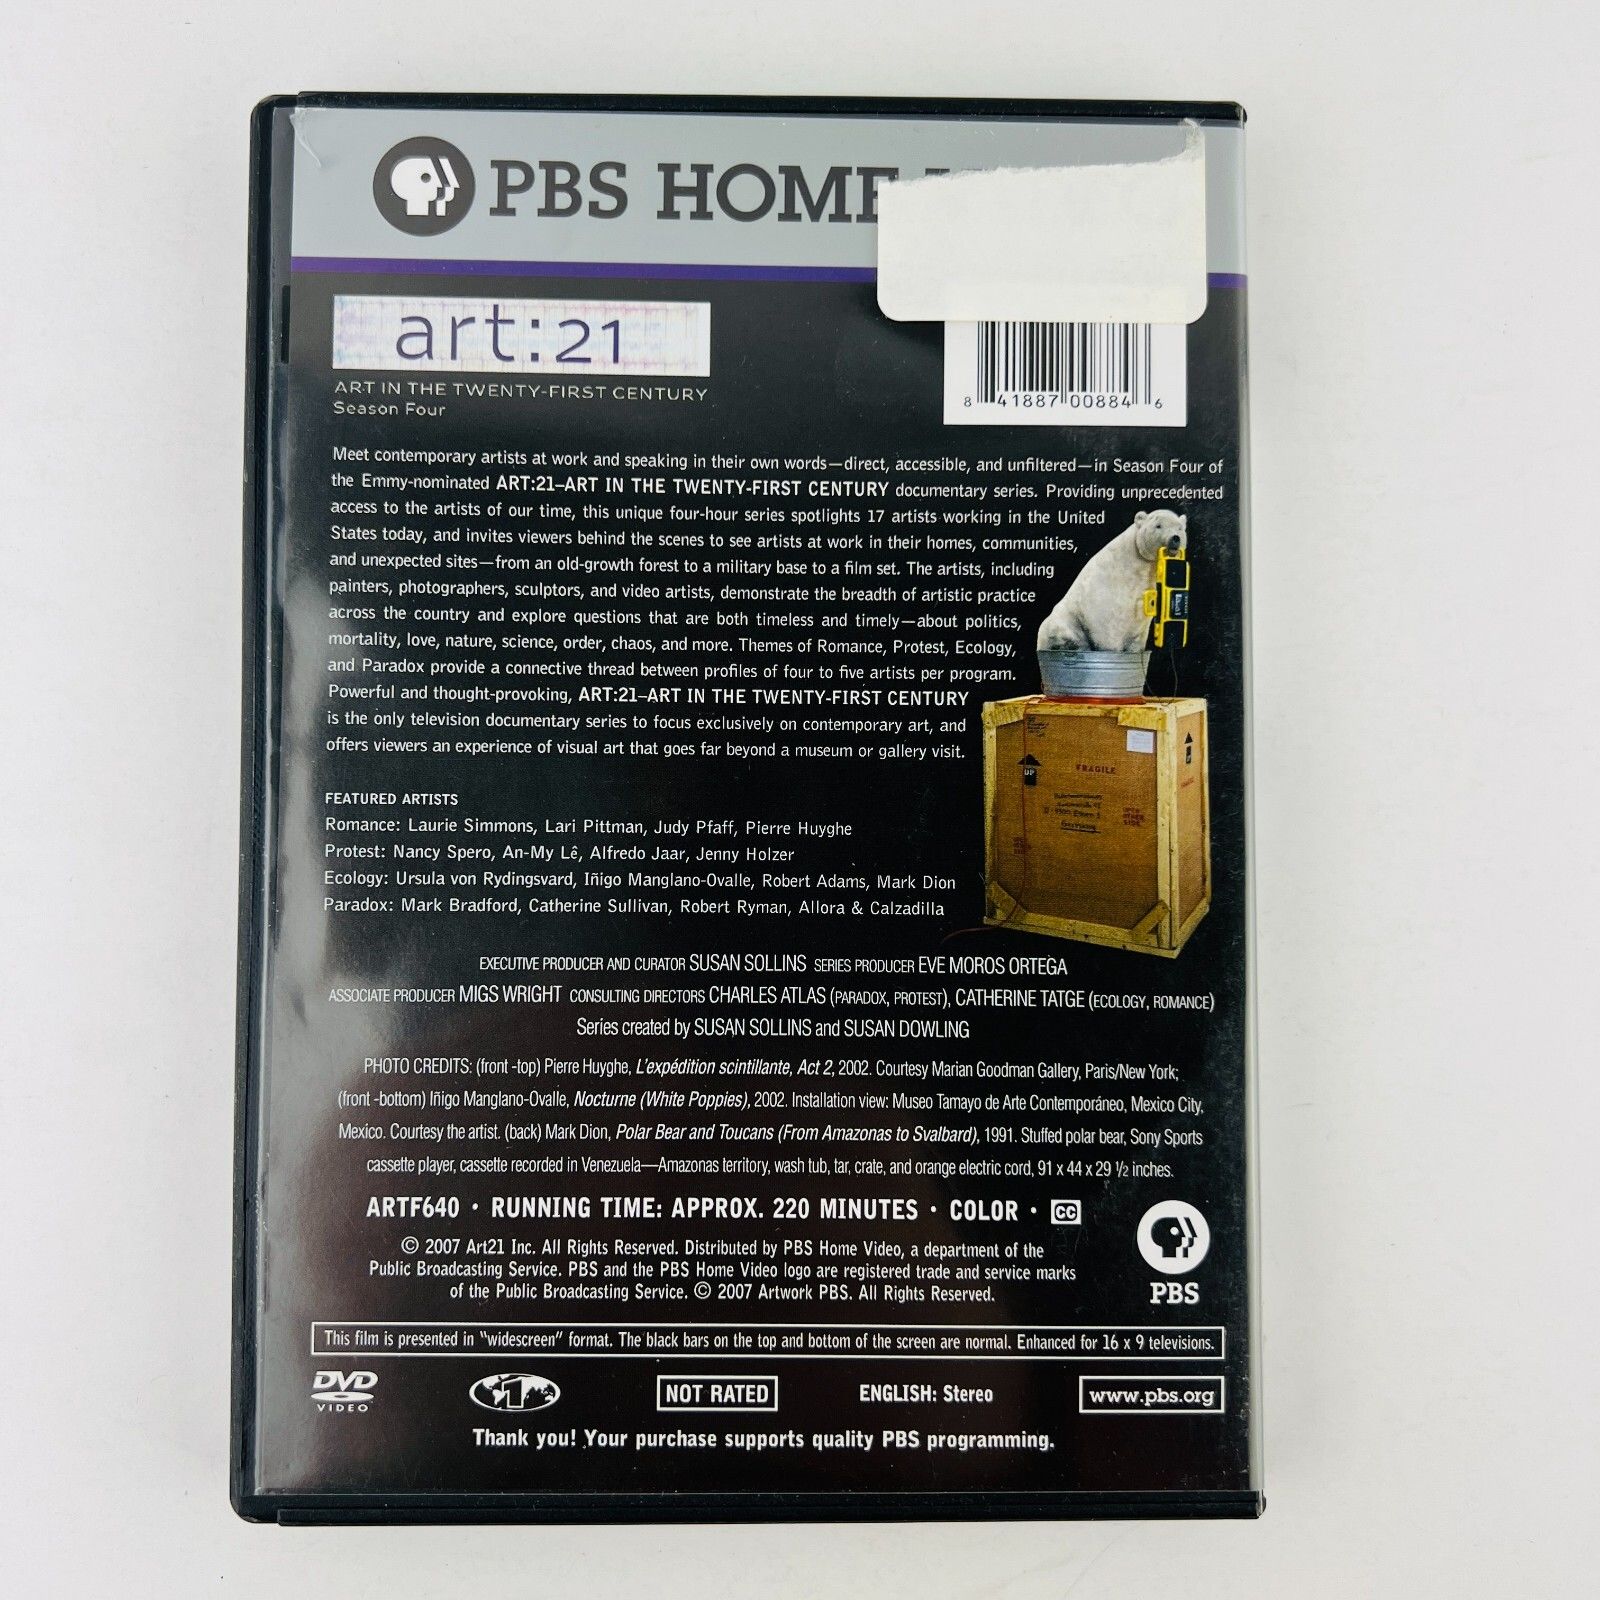 PBS HOME
art:21
ART IN THE TWENTY-FIRST CENTURY
Season Four
8 41887 00884 6
Meet contemporary artists at work and speaking in their own words—direct, accessible, and unfiltered—in Season Four of
the Emmy-nominated ART:21–ART IN THE TWENTY-FIRST CENTURY documentary series. Providing unprecedented
access to the artists of our time, this unique four-hour series spotlights 17 artists working in the United
States today, and invites viewers behind the scenes to see artists at work in their homes, communities,
and unexpected sites—from an old-growth forest to a military base to a film set. The artists, including
painters, photographers, sculptors, and video artists, demonstrate the breadth of artistic practice
across the country and explore questions that are both timeless and timely—about politics,
mortality, love, nature, science, order, chaos, and more. Themes of Romance, Protest, Ecology,
and Paradox provide a connective thread between profiles of four to five artists per program.
Powerful and thought-provoking, ART:21–ART IN THE TWENTY-FIRST CENTURY
is the only television documentary series to focus exclusively on contemporary art, and
offers viewers an experience of visual art that goes far beyond a museum or gallery visit.
UP
FRAGILE
FEATURED ARTISTS
Romance: Laurie Simmons, Lari Pittman, Judy Pfaff, Pierre Huyghe
Protest: Nancy Spero, An-My Lê, Alfredo Jaar, Jenny Holzer
Ecology: Ursula von Rydingsvard, Iñigo Manglano-Ovalle, Robert Adams, Mark Dion
Paradox: Mark Bradford, Catherine Sullivan, Robert Ryman, Allora & Calzadilla
EXECUTIVE PRODUCER AND CURATOR SUSAN SOLLINS SERIES PRODUCER EVE MOROS ORTEGA
ASSOCIATE PRODUCER MIGS WRIGHT CONSULTING DIRECTORS CHARLES ATLAS (PARADOX, PROTEST), CATHERINE TATGE (ECOLOGY, ROMANCE)
Series created by SUSAN SOLLINS and SUSAN DOWLING
PHOTO CREDITS: (front -top) Pierre Huyghe, L'expédition scintillante, Act 2, 2002. Courtesy Marian Goodman Gallery, Paris/New York;
(front -bottom) Iñigo Manglano-Ovalle, Nocturne (White Poppies), 2002. Installation view: Museo Tamayo de Arte Contemporáneo, Mexico City,
Mexico. Courtesy the artist. (back) Mark Dion, Polar Bear and Toucans (From Amazonas to Svalbard), 1991. Stuffed polar bear, Sony Sports
cassette player, cassette recorded in Venezuela—Amazonas territory, wash tub, tar, crate, and orange electric cord, 91 x 44 x 29 ½ inches.
ARTF640 • RUNNING TIME: APPROX. 220 MINUTES • COLOR • CC
© 2007 Art21 Inc. All Rights Reserved. Distributed by PBS Home Video, a department of the
Public Broadcasting Service. PBS and the PBS Home Video logo are registered trade and service marks
of the Public Broadcasting Service. © 2007 Artwork PBS. All Rights Reserved.
PBS
This film is presented in "widescreen" format. The black bars on the top and bottom of the screen are normal. Enhanced for 16 x 9 televisions.
DVD VIDEO 1 NOT RATED ENGLISH: Stereo www.pbs.org
Thank you! Your purchase supports quality PBS programming.